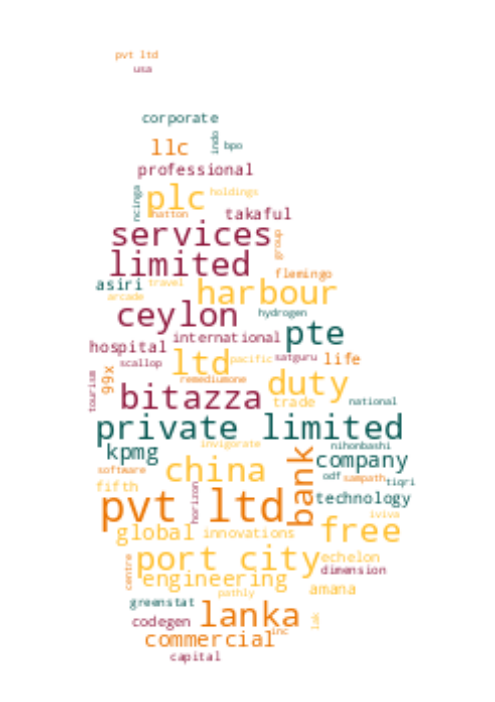 pvt ltd
usa
corporate
llc indo bpo
professional
ncinga plc holdings
hatton takaful
services group
limited
flemingo
asiri travel harbour
arcade
ceylon hydrogen
international pte
hospital
scallop ltd pacific satguru life
tourism 99x remediumone duty
bitazza trade national
private limited
kpmg invigorate bank nihonbashi
company
software china odf sampath tiqri
fifth horizon technology
pvt ltd iviva
global innovations free
centre port city echelon
engineering dimension
pathly amana
greenstat
codegen lanka lak
commercial inc
capital